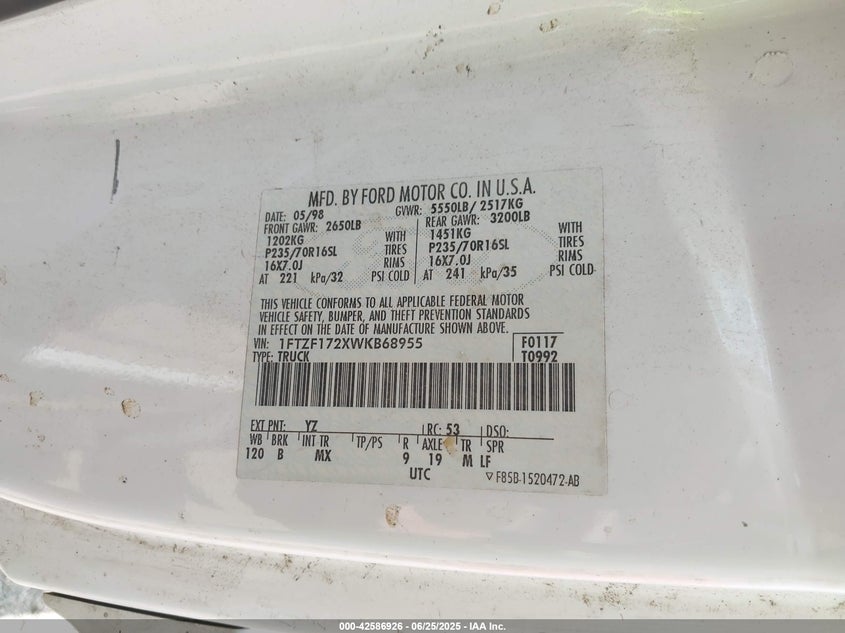 MFD. BY FORD MOTOR CO. IN U.S.A.
DATE: 05/98 GVWR: 5550LB/ 2517KG
FRONT GAWR: 2650LB REAR GAWR: 3200LB
1202KG WITH 1451KG WITH
P235/70R16SL TIRES P235/70R16SL TIRES
16X7.0J RIMS 16X7.0J RIMS
AT 221 kPa/32 PSI COLD AT 241 kPa/35 PSI COLD
THIS VEHICLE CONFORMS TO ALL APPLICABLE FEDERAL MOTOR
VEHICLE SAFETY, BUMPER, AND THEFT PREVENTION STANDARDS
IN EFFECT ON THE DATE OF MANUFACTURE SHOWN ABOVE.
VIN: 1FTZF172XWKB68955 F0117
TYPE: TRUCK T0992
EXT PNT: YZ RC: 53 DSO:
WB BRK INT TR TP/PS R AXLE TR SPR
120 B MX 9 19 M LF
UTC ▽F85B-1520472-AB
000-42586926 - 06/25/2025 - IAA Inc.